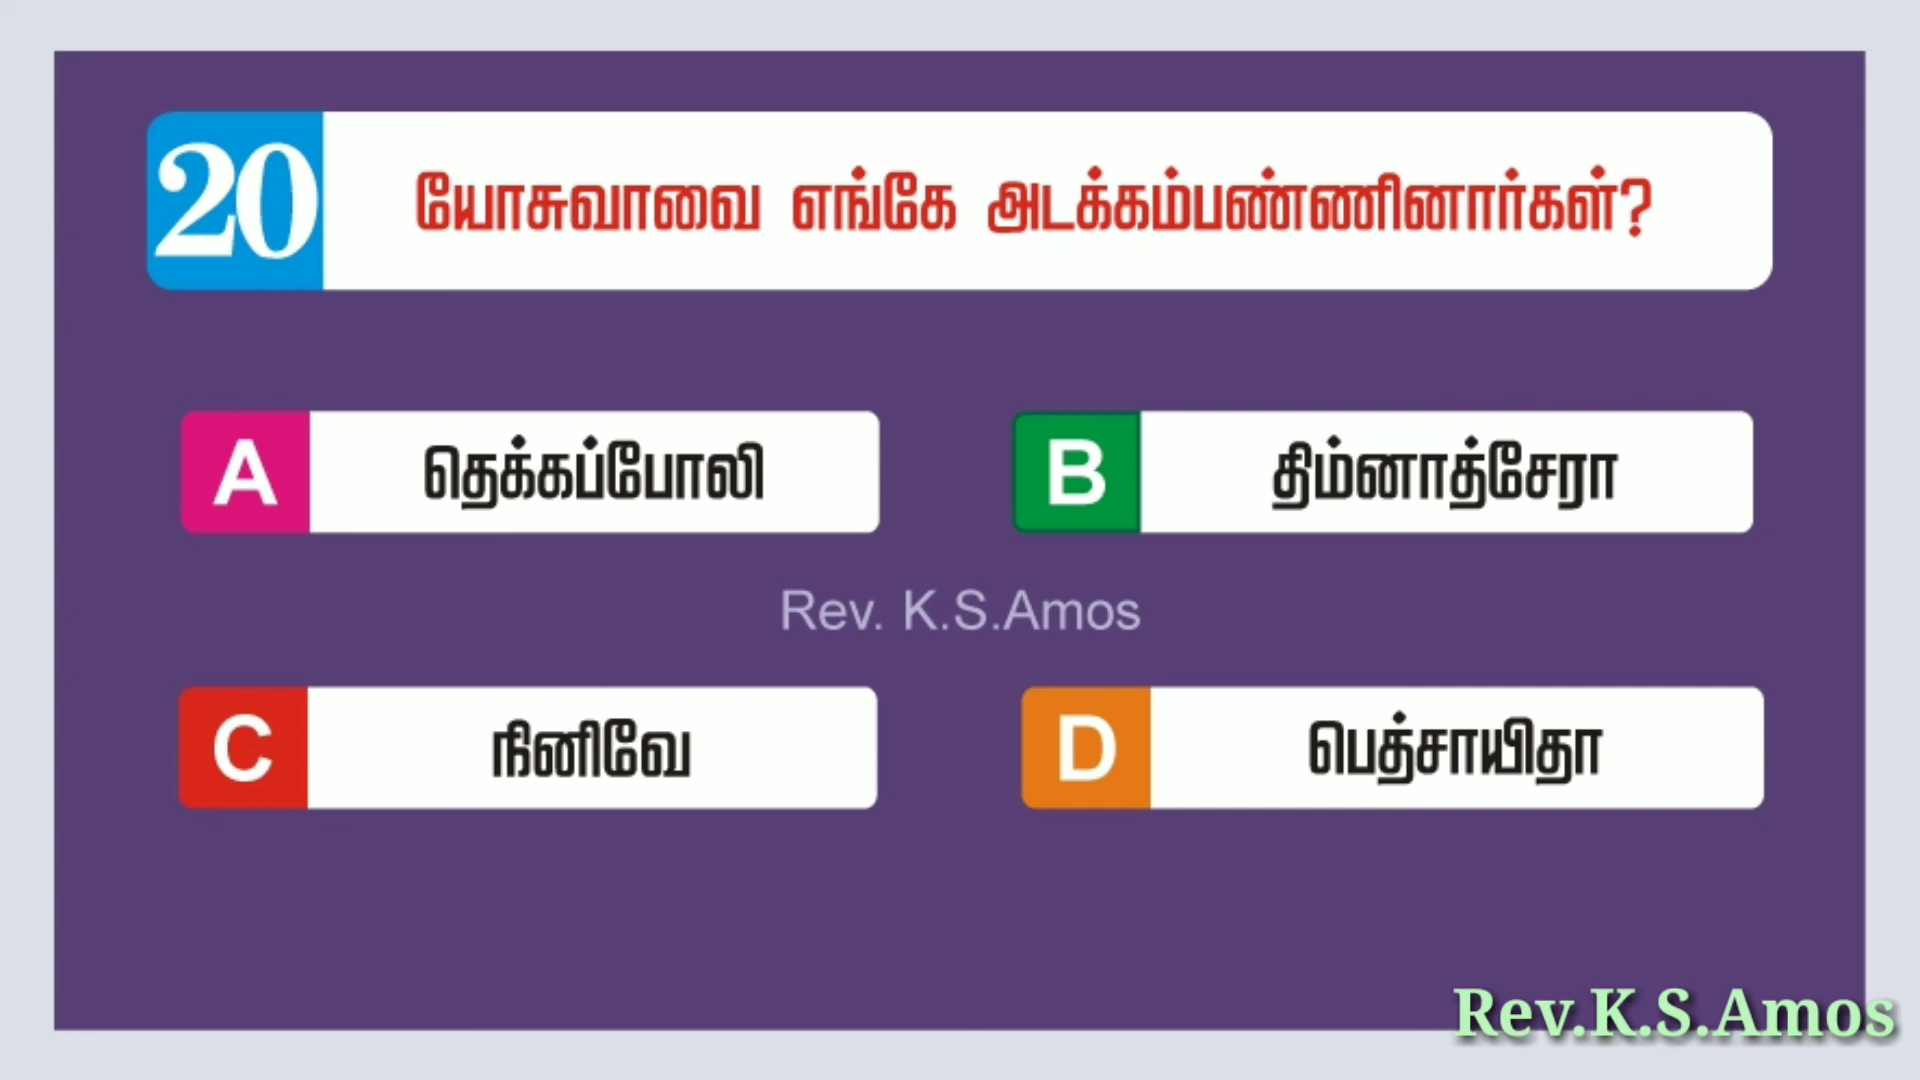 20
யோசுவாவை எங்கே அடக்கம்பண்ணினார்கள்?
A தெக்கப்போலி
B திம்னாத்சேரா
Rev. K.S.Amos
C நினிவே
D பெத்சாயிதா
Rev.K.S.Amos